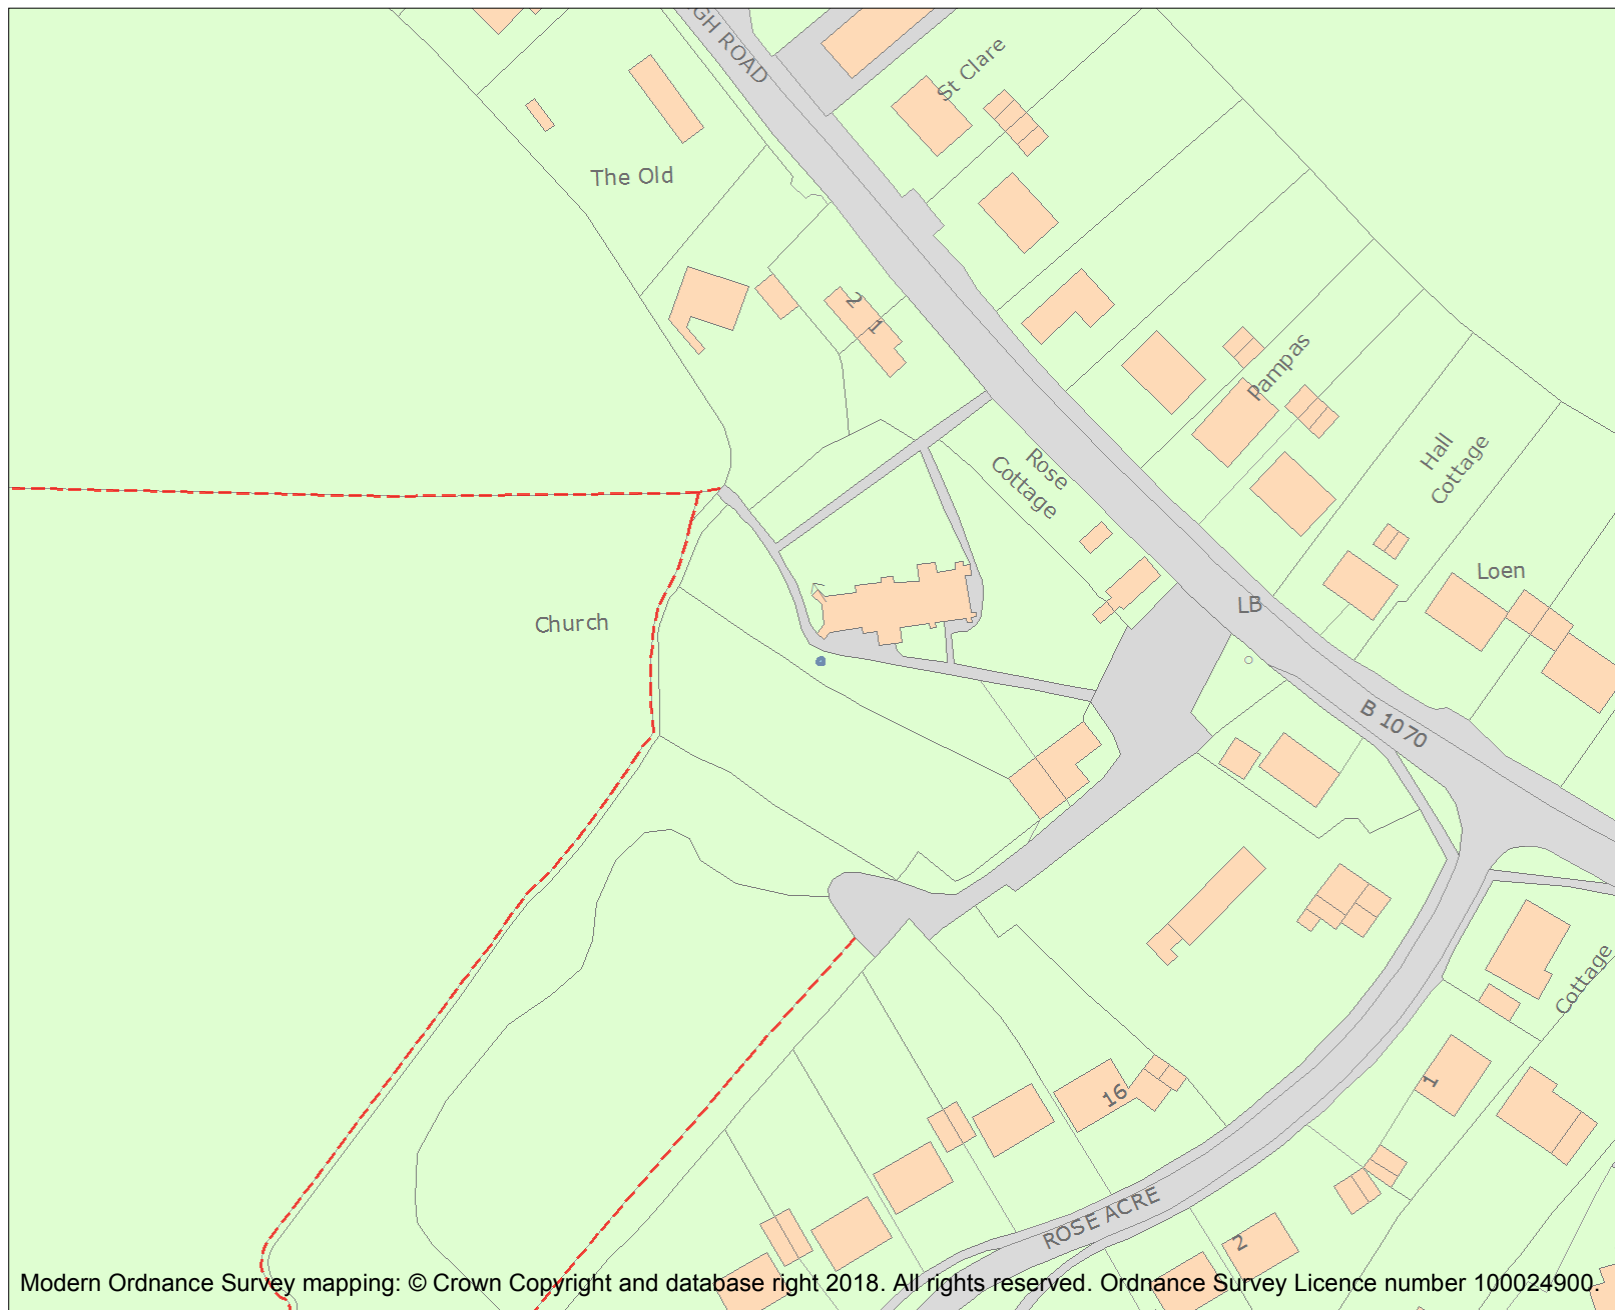 GH ROAD
St Clare
The Old
2
1
Pampas
Rose
Cottage
Hall
Cottage
Loen
LB
Church
B 1070
Cottage
1
16
ROSE ACRE
2
Modern Ordnance Survey mapping: © Crown Copyright and database right 2018. All rights reserved. Ordnance Survey Licence number 100024900.